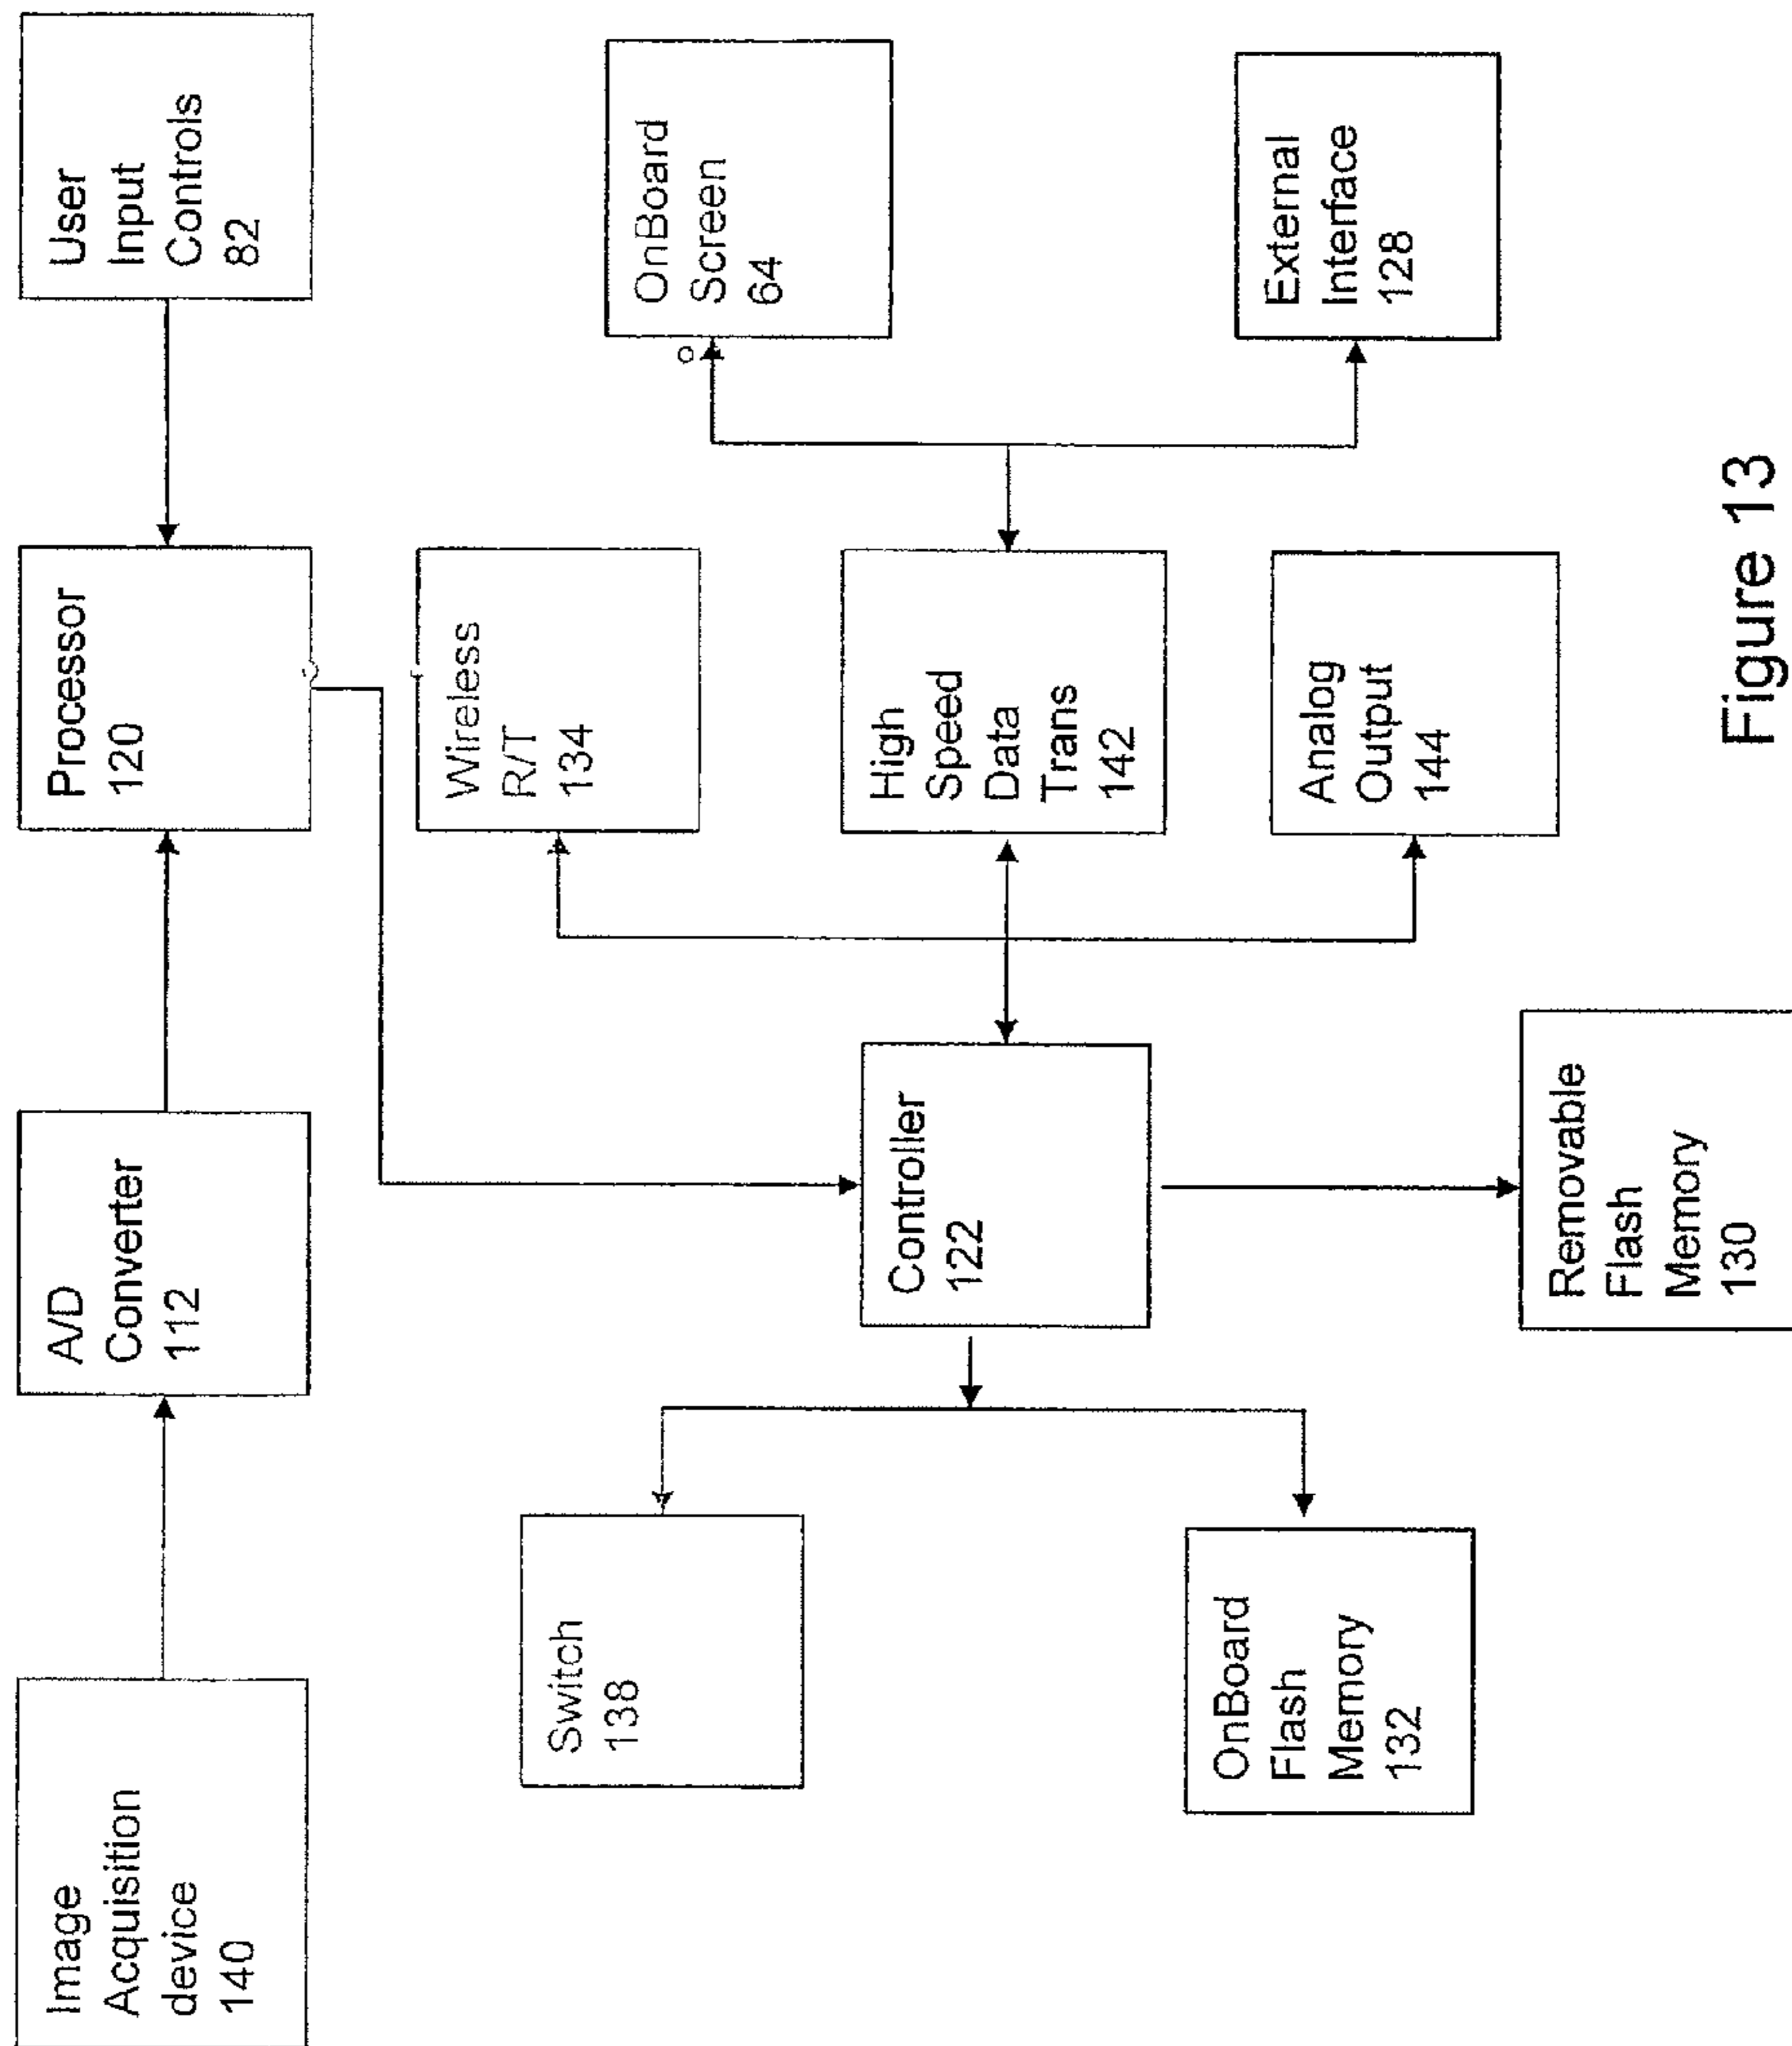 Image
Acquisition
device
140
A/D
Converter
112
Processor
120
User
Input
Controls
82
Switch
138
Wireless
R/T
134
OnBoard
Screen
64
Controller
122
High
Speed
Data
Trans
142
OnBoard
Flash
Memory
132
Analog
Output
144
External
Interface
128
Removable
Flash
Memory
130
Figure 13